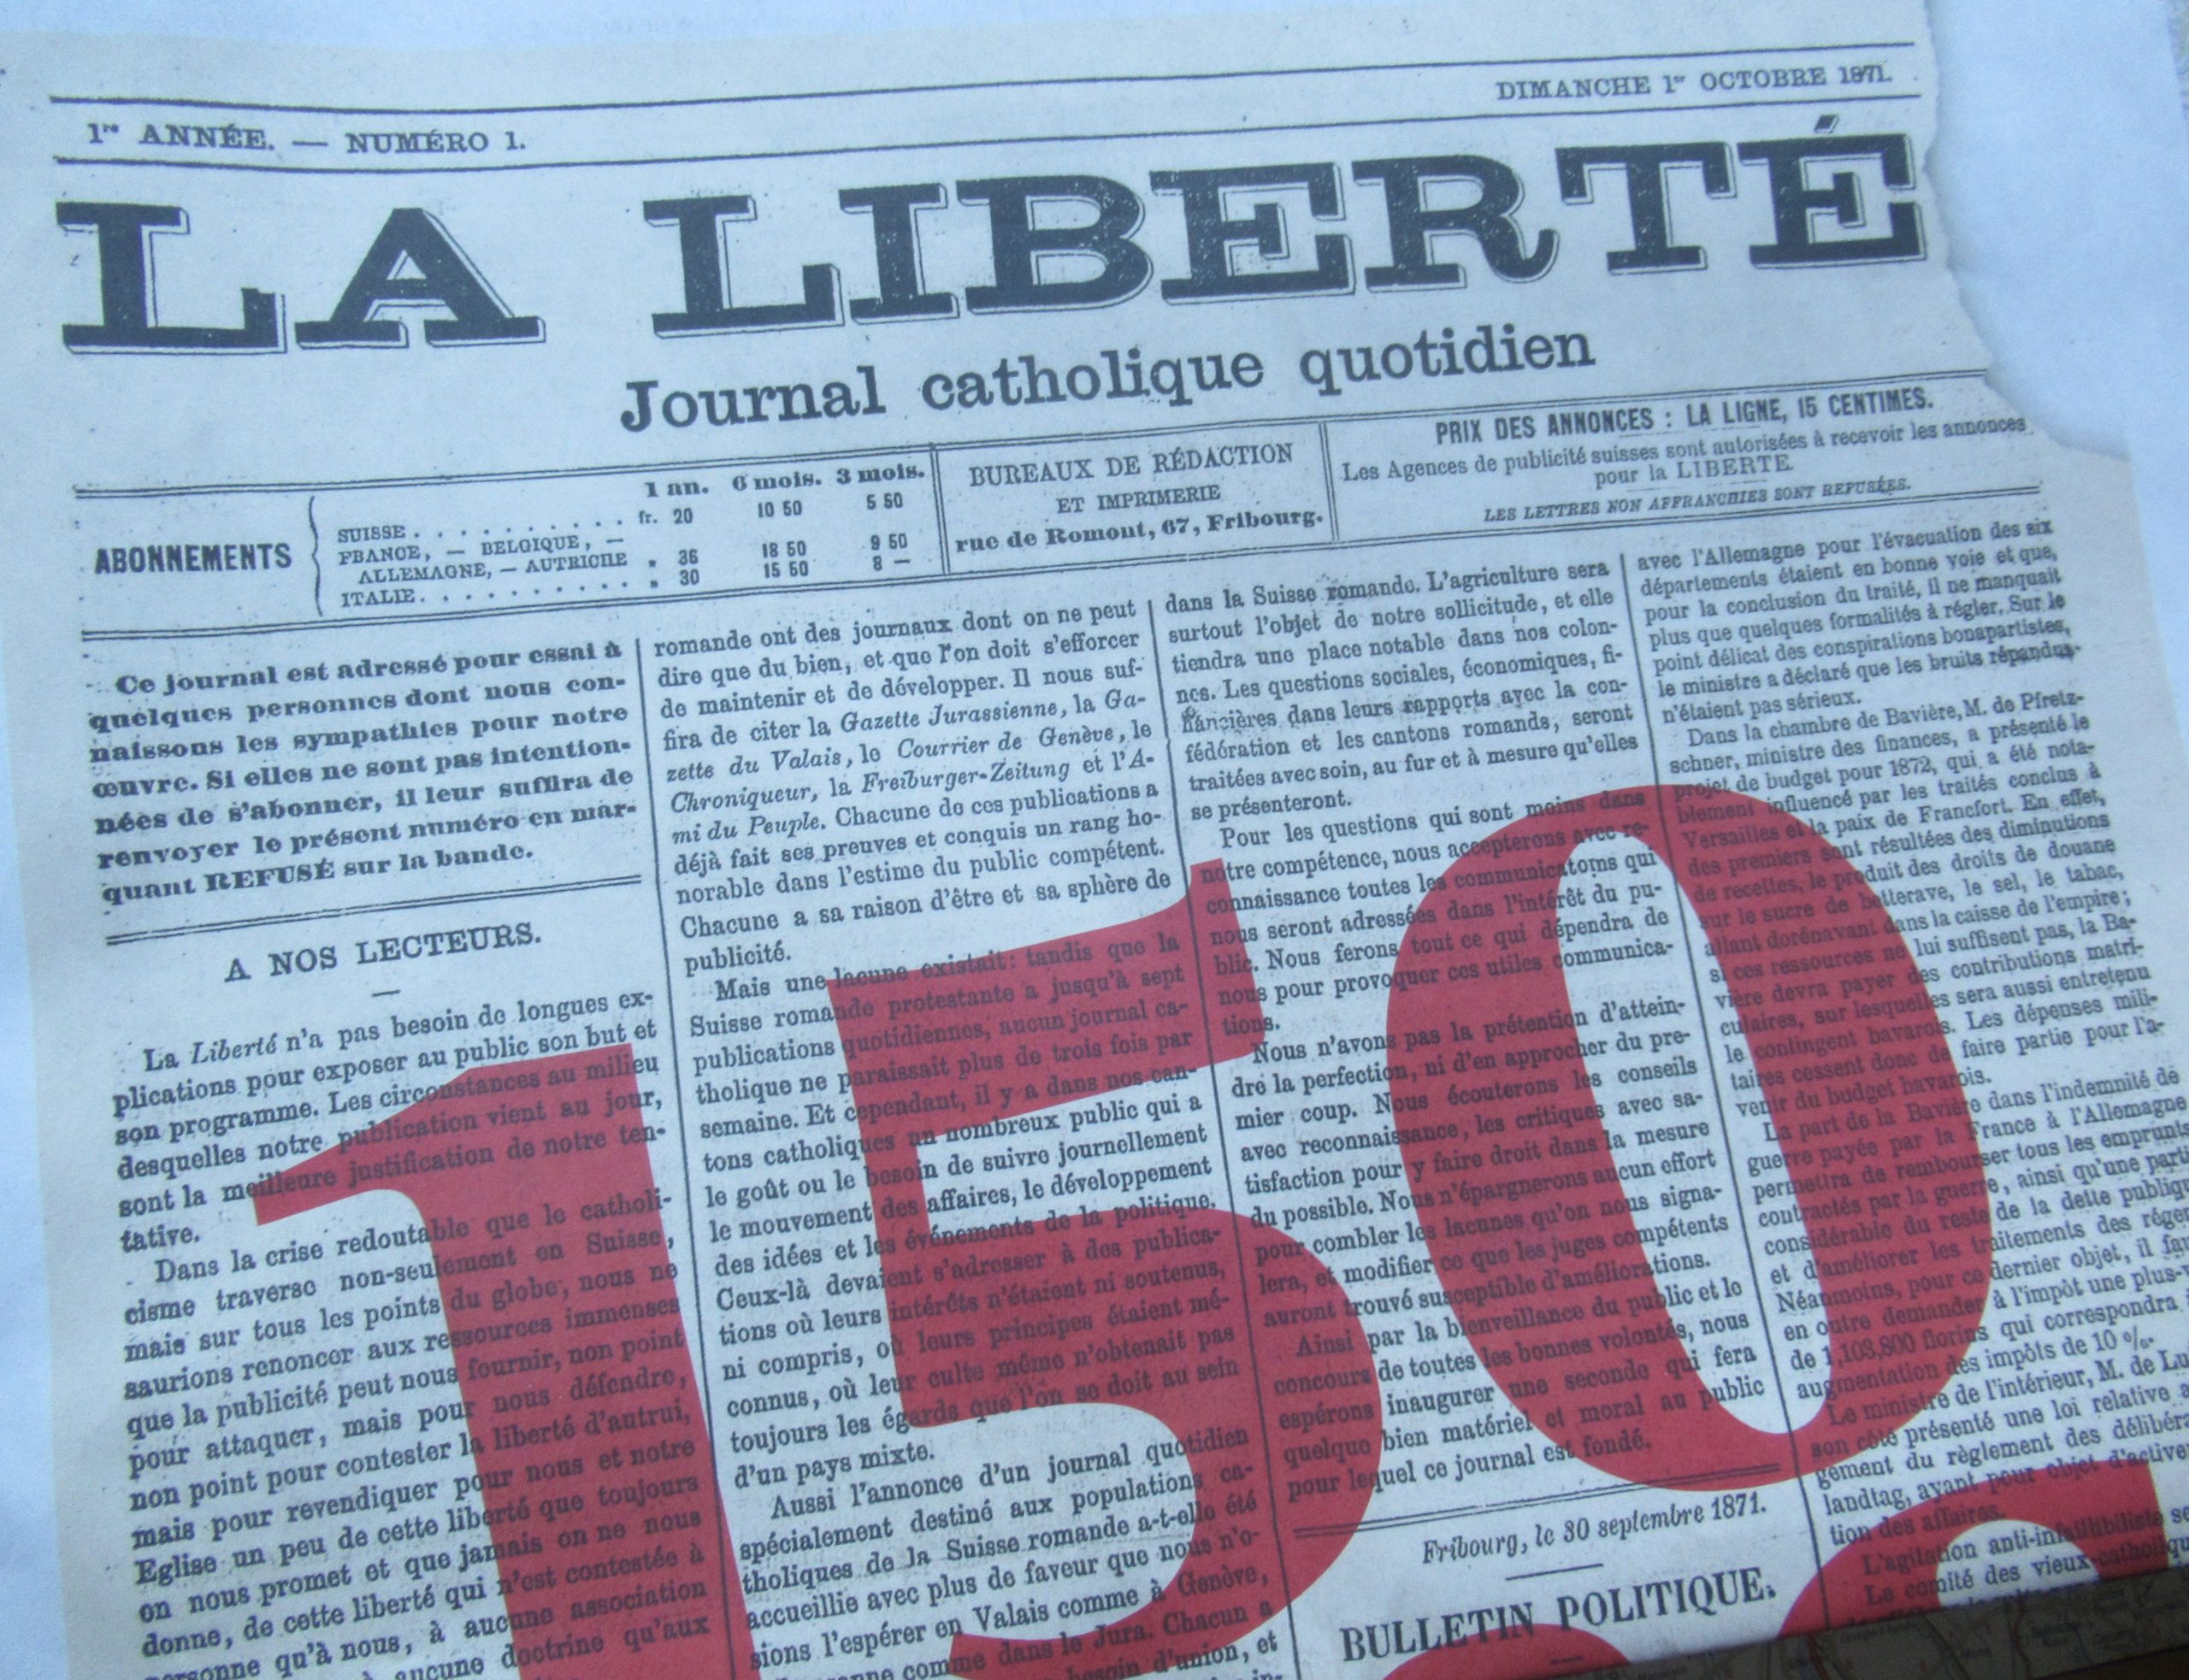 1re ANNÉE. — NUMÉRO 1.
DIMANCHE 1er OCTOBRE 1871.
LA LIBERTÉ
Journal catholique quotidien
ABONNEMENTS
1 an. 6 mois. 3 mois.
SUISSE . . . . . . . . . . . fr. 20 10 50 5 50
FRANCE, — BELGIQUE, —
ALLEMAGNE, — AUTRICHE » 36 18 50 9 50
ITALIE. . . . . . . . . . . » 30 15 50 8 —
BUREAUX DE RÉDACTION
ET IMPRIMERIE
rue de Romont, 67, Fribourg.
PRIX DES ANNONCES : LA LIGNE, 15 CENTIMES.
Les Agences de publicité suisses sont autorisées à recevoir les annonces
pour la LIBERTE.
LES LETTRES NON AFFRANCHIES SONT REFUSÉES.
Ce journal est adressé pour essai à
quelques personnes dont nous con-
naissons les sympathies pour notre
œuvre. Si elles ne sont pas intention-
nées de s'abonner, il leur suffira de
renvoyer le présent numéro en mar-
quant REFUSÉ sur la bande.
A NOS LECTEURS.
La Liberté n'a pas besoin de longues ex-
plications pour exposer au public son but et
son programme. Les circonstances au milieu
desquelles notre publication vient au jour,
sont la meilleure justification de notre ten-
tative.
Dans la crise redoutable que le catholi-
cisme traverse non-seulement en Suisse,
mais sur tous les points du globe, nous ne
saurions renoncer aux ressources immenses
que la publicité peut nous fournir, non point
pour attaquer, mais pour nous défendre,
non point pour contester la liberté d'autrui,
mais pour revendiquer pour nous et notre
Eglise un peu de cette liberté que toujours
on nous promet et que jamais on ne nous
donne, de cette liberté qui n'est contestée à
personne qu'à nous, à aucune association
aucune doctrine qu'aux
romande ont des journaux dont on ne peut
dire que du bien, et que l'on doit s'efforcer
de maintenir et de développer. Il nous suf-
fira de citer la Gazette Jurassienne, la Ga-
zette du Valais, le Courrier de Genève, le
Chroniqueur, la Freiburger-Zeitung et l'A-
mi du Peuple. Chacune de ces publications a
déjà fait ses preuves et conquis un rang ho-
norable dans l'estime du public compétent.
Chacune a sa raison d'être et sa sphère de
publicité.
Mais une lacune existait: tandis que la
Suisse romande protestante a jusqu'à sept
publications quotidiennes, aucun journal ca-
tholique ne paraissait plus de trois fois par
semaine. Et cependant, il y a dans nos can-
tons catholiques un nombreux public qui a
le goût ou le besoin de suivre journellement
le mouvement des affaires, le développement
des idées et les événements de la politique.
Ceux-là devaient s'adresser à des publica-
tions où leurs intérêts n'étaient ni soutenus,
ni compris, où leurs principes étaient mé-
connus, où leur culte même n'obtenait pas
toujours les égards que l'on se doit au sein
d'un pays mixte.
Aussi l'annonce d'un journal quotidien
spécialement destiné aux populations ca-
tholiques de la Suisse romande a-t-elle été
accueillie avec plus de faveur que nous n'o-
sions l'espérer en Valais comme à Genève,
comme dans le Jura. Chacun a
besoin d'union, et
dans la Suisse romande. L'agriculture sera
surtout l'objet de notre sollicitude, et elle
tiendra une place notable dans nos colon-
nes. Les questions sociales, économiques, fi-
nancières dans leurs rapports avec la con-
fédération et les cantons romands, seront
traitées avec soin, au fur et à mesure qu'elles
se présenteront.
Pour les questions qui sont moins dans
notre compétence, nous accepterons avec re-
connaissance toutes les communicatoms qui
nous seront adressées dans l'intérêt du pu-
blic. Nous ferons tout ce qui dépendra de
nous pour provoquer ces utiles communica-
tions.
Nous n'avons pas la prétention d'attein-
dre la perfection, ni d'en approcher du pre-
mier coup. Nous écouterons les conseils
avec reconnaissance, les critiques avec sa-
tisfaction pour y faire droit dans la mesure
du possible. Nous n'épargnerons aucun effort
pour combler les lacunes qu'on nous signa-
lera, et modifier ce que les juges compétents
auront trouvé susceptible d'améliorations.
Ainsi par la bienveillance du public et le
concours de toutes les bonnes volontés, nous
espérons inaugurer une seconde qui fera
quelque bien matériel et moral au public
pour lequel ce journal est fondé.
Fribourg, le 30 septembre 1871.
BULLETIN POLITIQUE.
avec l'Allemagne pour l'évacuation des six
départements étaient en bonne voie et que,
pour la conclusion du traité, il ne manquait
plus que quelques formalités à régler. Sur le
point délicat des conspirations bonapartistes,
le ministre a déclaré que les bruits répandus
n'étaient pas sérieux.
Dans la chambre de Bavière, M. de Pfretz-
schner, ministre des finances, a présenté le
projet de budget pour 1872, qui a été nota-
blement influencé par les traités conclus à
Versailles et la paix de Francfort. En effet,
des premiers sont résultées des diminutions
de recettes, le produit des droits de douane
sur le sucre de betterave, le sel, le tabac,
allant dorénavant dans la caisse de l'empire;
si ces ressources ne lui suffisent pas, la Ba-
vière devra payer des contributions matri-
culaires, sur lesquelles sera aussi entretenu
le contingent bavarois. Les dépenses mili-
taires cessent donc de faire partie pour l'a-
venir du budget bavarois.
La part de la Bavière dans l'indemnité de
guerre payée par la France à l'Allemagne
permettra de rembourser tous les emprunts
contractés par la guerre, ainsi qu'une partie
considérable du reste de la dette publique
et d'améliorer les traitements des
Néanmoins, pour ce dernier objet, il
en outre demander à l'impôt une
de 1,103,800 florins qui correspondra
augmentation des impôts de 10 %.
Le ministre de l'intérieur, M. de
son côté présenté une loi relative
gement du règlement des
landtag, ayant pour objet
tion des affaires.
L'agitation anti-infaillibiliste
Le comité des
150